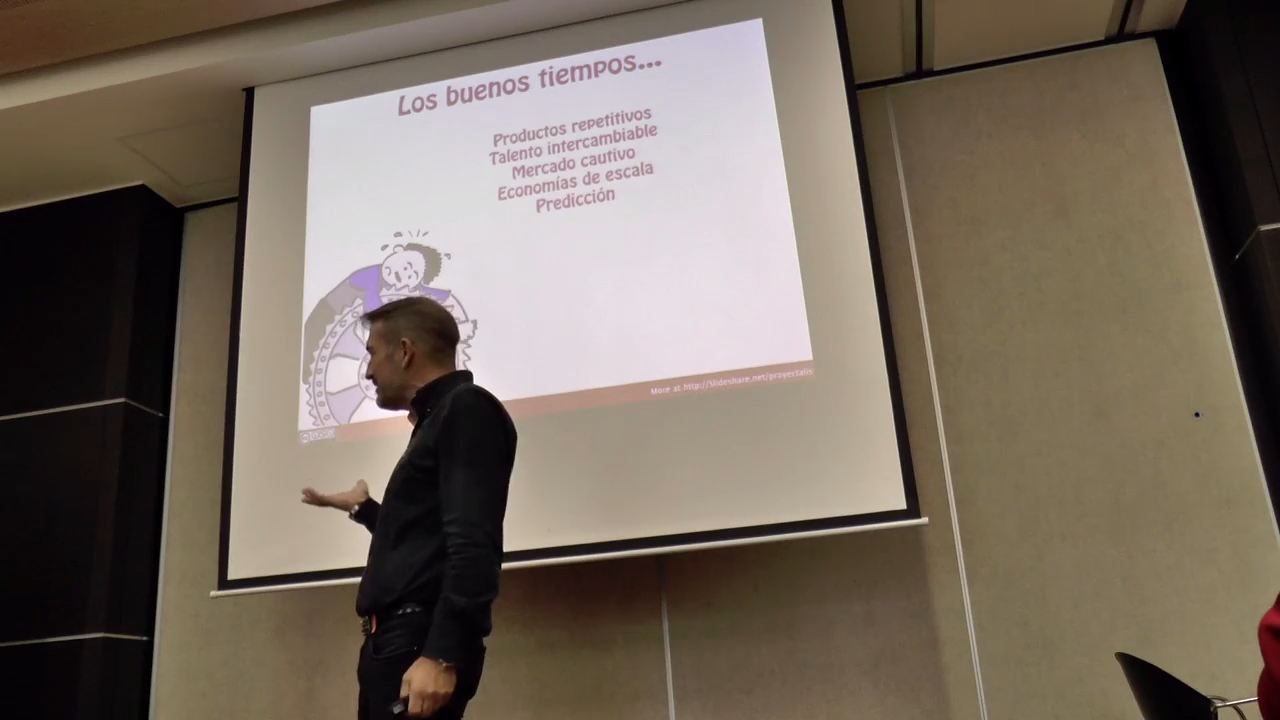 Los buenos tiempos...
Productos repetitivos
Talento intercambiable
Mercado cautivo
Economías de escala
Predicción
More at http://slideshare.net/proyectalis